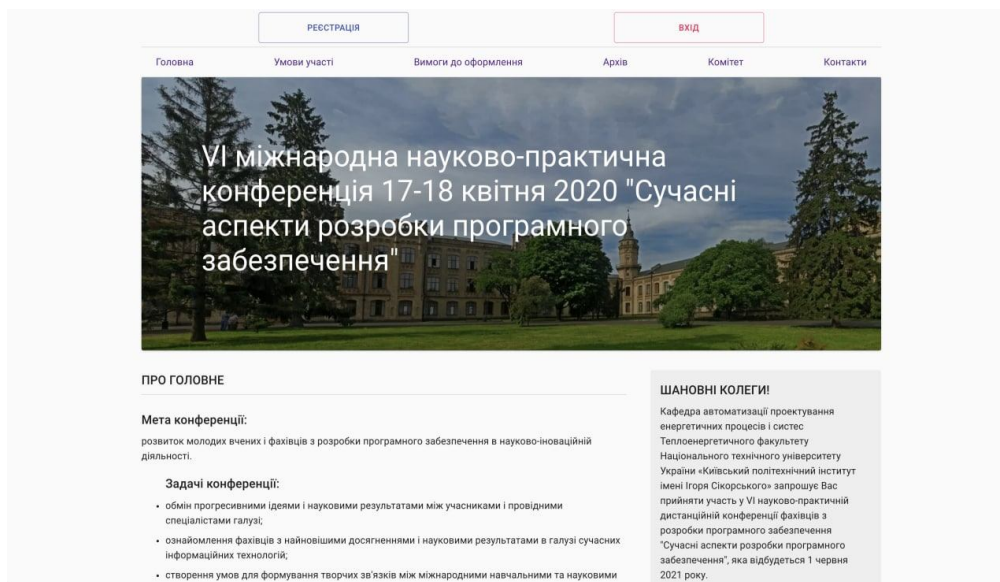 РЕЄСТРАЦІЯ
ВХІД
Головна
Умови участі
Вимоги до оформлення
Архів
Комітет
Контакти
VI міжнародна науково-практична
конференція 17-18 квітня 2020 "Сучасні
аспекти розробки програмного
забезпечення"
ПРО ГОЛОВНЕ
Мета конференції:
розвиток молодих вчених і фахівців з розробки програмного забезпечення в науково-іноваційній
діяльності.
Задачі конференції:
• обмін прогресивними ідеями і науковими результатами між учасниками і провідними
спеціалістами галузі;
• ознайомлення фахівців з найновішими досягненнями і науковими результатами в галузі сучасних
інформаційних технологій;
• створення умов для формування творчих зв'язків між міжнародними навчальними та науковими
ШАНОВНІ КОЛЕГИ!
Кафедра автоматизації проектування
енергетичних процесів і систес
Теплоенергетичного факультету
Національного технічного університету
України «Київський політехнічний інститут
імені Ігоря Сікорського» запрошує Вас
прийняти участь у VI науково-практичній
дистанційній конференції фахівців з
розробки програмного забезпечення
"Сучасні аспекти розробки програмного
забезпечення", яка відбудеться 1 червня
2021 року.